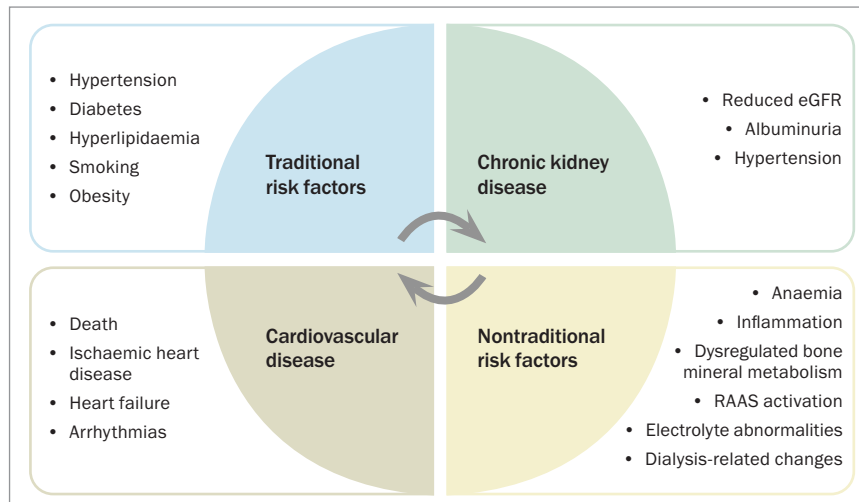 • Hypertension
• Diabetes
• Hyperlipidaemia
• Smoking
• Obesity
Traditional
risk factors
Chronic kidney
disease
• Reduced eGFR
• Albuminuria
• Hypertension
• Death
• Ischaemic heart
disease
• Heart failure
• Arrhythmias
Cardiovascular
disease
Nontraditional
risk factors
• Anaemia
• Inflammation
• Dysregulated bone
mineral metabolism
• RAAS activation
• Electrolyte abnormalities
• Dialysis-related changes